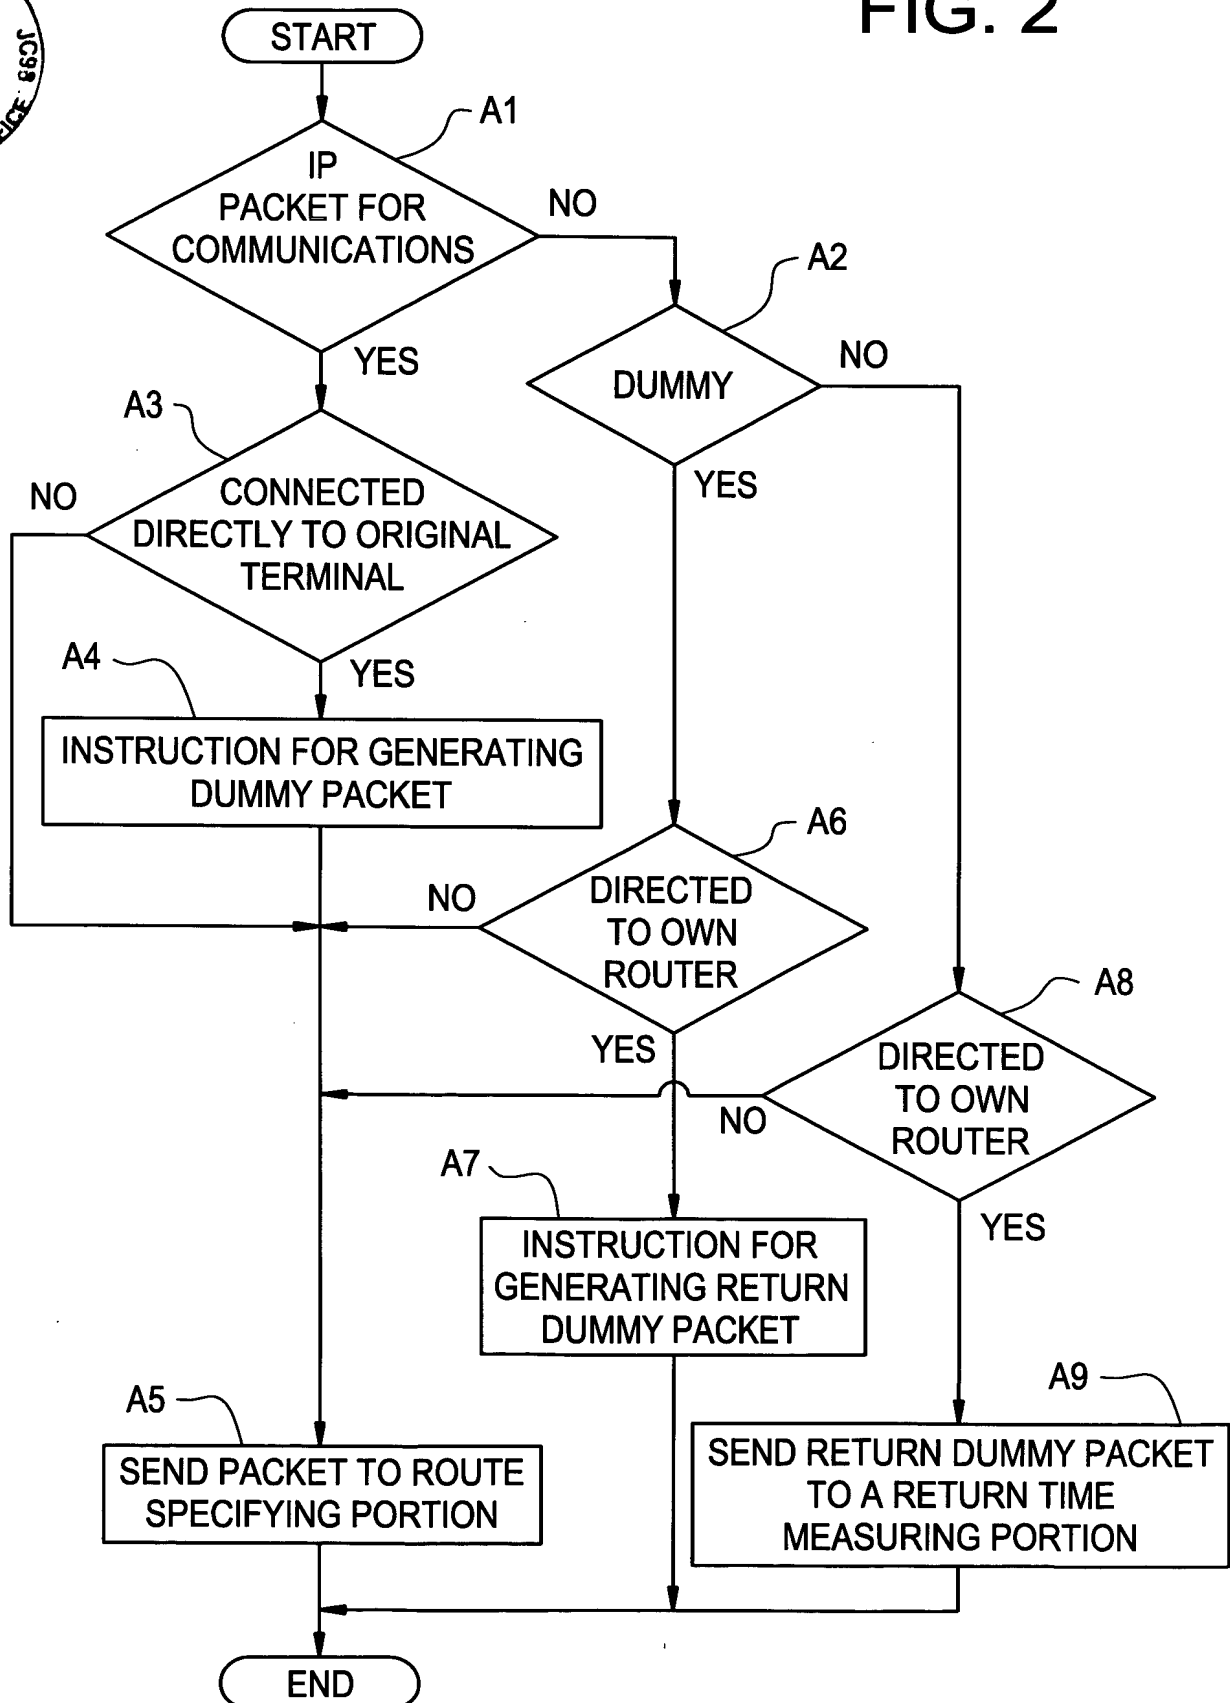 FIG. 2
JC98
START
A1
IP
PACKET FOR
COMMUNICATIONS
NO
YES
A2
DUMMY
NO
YES
A3
NO
CONNECTED
DIRECTLY TO ORIGINAL
TERMINAL
YES
A4
INSTRUCTION FOR GENERATING
DUMMY PACKET
A6
NO
DIRECTED
TO OWN
ROUTER
YES
A8
DIRECTED
TO OWN
ROUTER
NO
YES
A7
INSTRUCTION FOR
GENERATING RETURN
DUMMY PACKET
A5
SEND PACKET TO ROUTE
SPECIFYING PORTION
A9
SEND RETURN DUMMY PACKET
TO A RETURN TIME
MEASURING PORTION
END